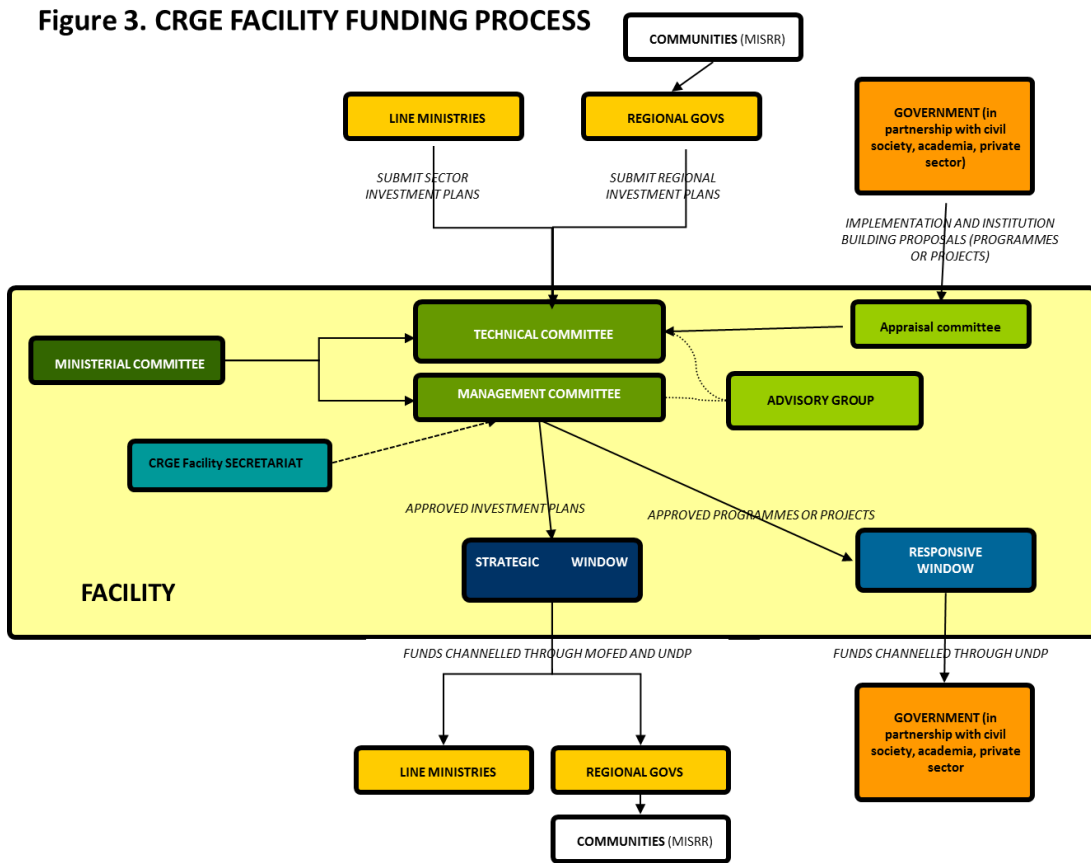 Figure 3. CRGE FACILITY FUNDING PROCESS
COMMUNITIES (MISRR)
LINE MINISTRIES
REGIONAL GOVS
GOVERNMENT (in
partnership with civil
society, academia, private
sector)
SUBMIT SECTOR
INVESTMENT PLANS
SUBMIT REGIONAL
INVESTMENT PLANS
IMPLEMENTATION AND INSTITUTION
BUILDING PROPOSALS (PROGRAMMES
OR PROJECTS)
TECHNICAL COMMITTEE
Appraisal committee
MINISTERIAL COMMITTEE
MANAGEMENT COMMITTEE
ADVISORY GROUP
CRGE Facility SECRETARIAT
APPROVED INVESTMENT PLANS
APPROVED PROGRAMMES OR PROJECTS
STRATEGIC WINDOW
RESPONSIVE
WINDOW
FACILITY
FUNDS CHANNELLED THROUGH MOFED AND UNDP
FUNDS CHANNELLED THROUGH UNDP
GOVERNMENT (in
partnership with civil
society, academia, private
sector
LINE MINISTRIES
REGIONAL GOVS
COMMUNITIES (MISRR)